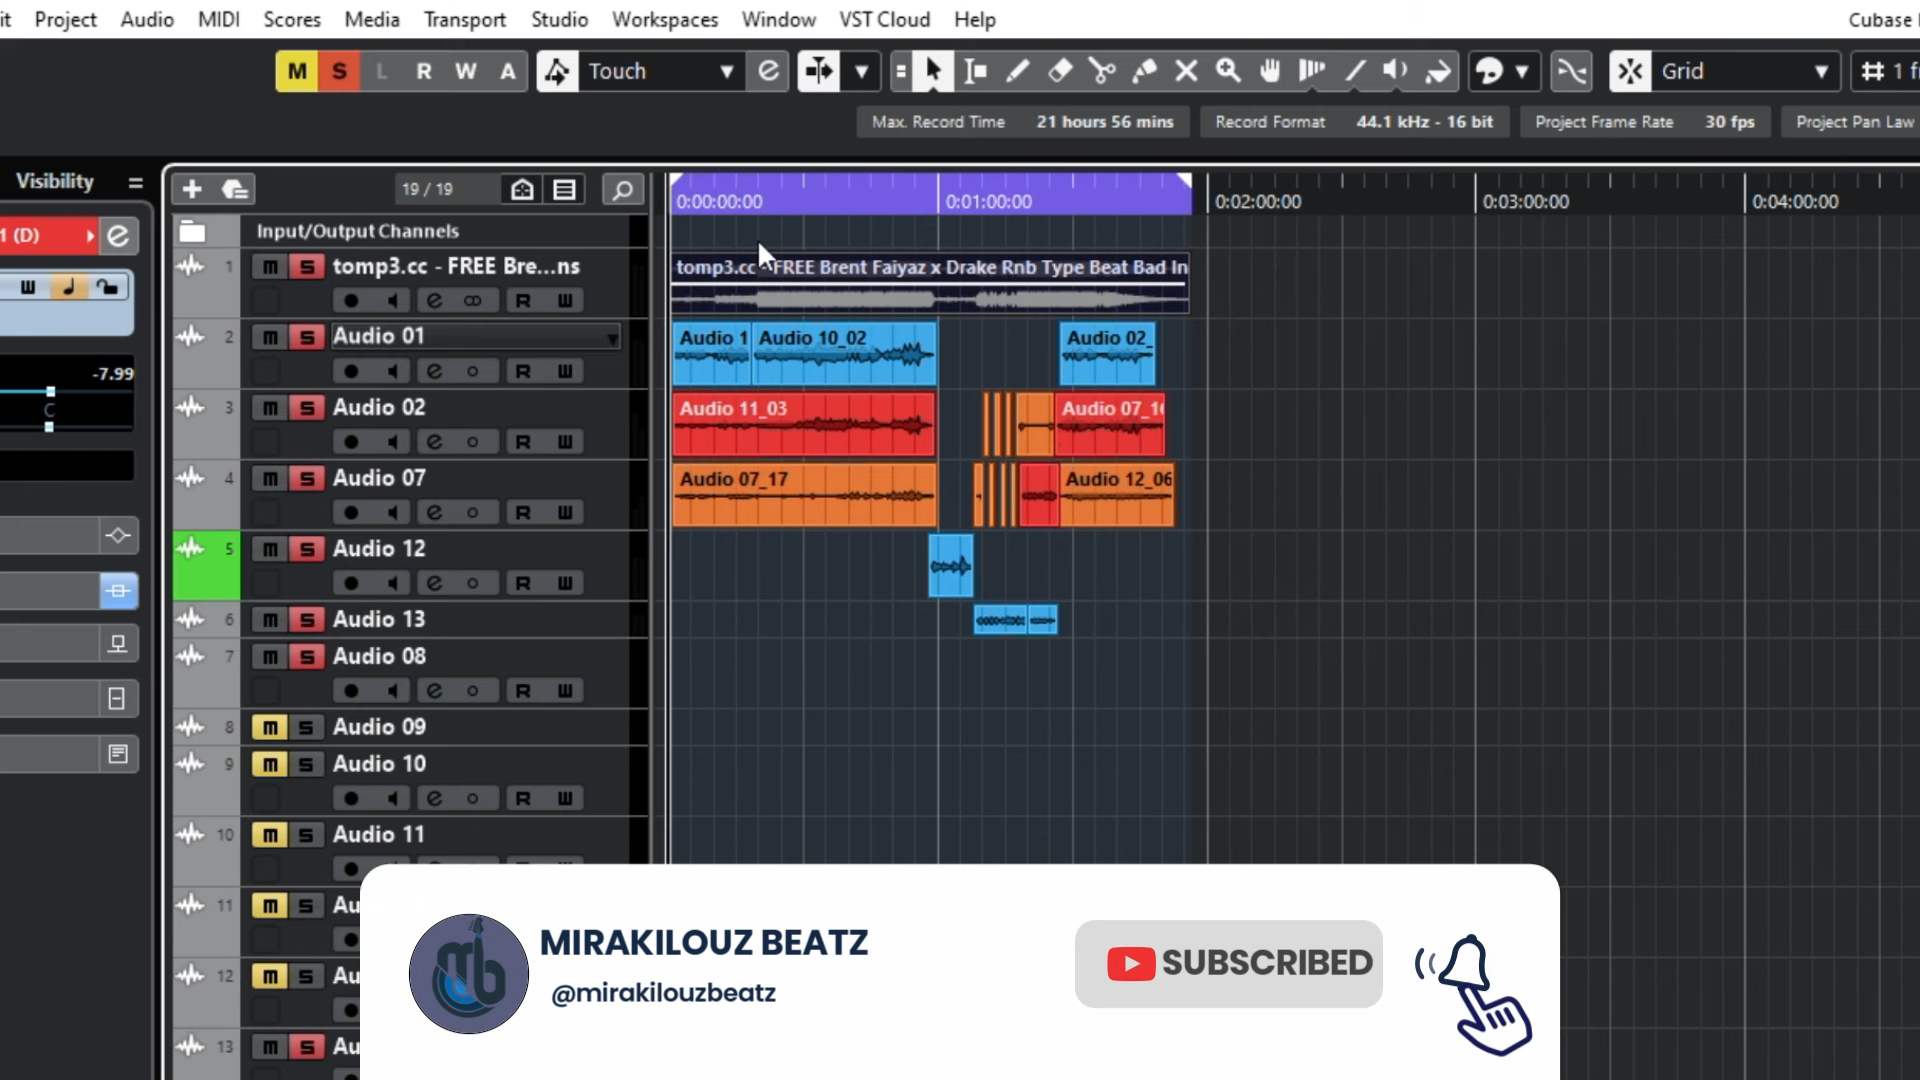 it Project Audio MIDI Scores Media Transport Studio Workspaces Window VST Cloud Help Cubase
M S L R W A Touch Grid 1
Max. Record Time 21 hours 56 mins Record Format 44.1 kHz - 16 bit Project Frame Rate 30 fps Project Pan Law
Visibility 19 / 19 0:00:00:00 0:01:00:00 0:02:00:00 0:03:00:00 0:04:00:00
1 (D)
Input/Output Channels
1 m S tomp3.cc - FREE Bre...ns
tomp3.cc - FREE Brent Faiyaz x Drake Rnb Type Beat Bad In
R W
2 m S Audio 01
Audio 1 Audio 10_02 Audio 02_
R W
-7.99
C
3 m S Audio 02
Audio 11_03 Audio 07_1
R W
4 m S Audio 07
Audio 07_17 Audio 12_06
R W
5 m S Audio 12
R W
6 m S Audio 13
7 m S Audio 08
R W
8 m S Audio 09
9 m S Audio 10
R W
10 m S Audio 11
11 m S Au
12 m S Au
13 m S Au
mb
MIRAKILOUZ BEATZ
@mirakilouzbeatz
SUBSCRIBED